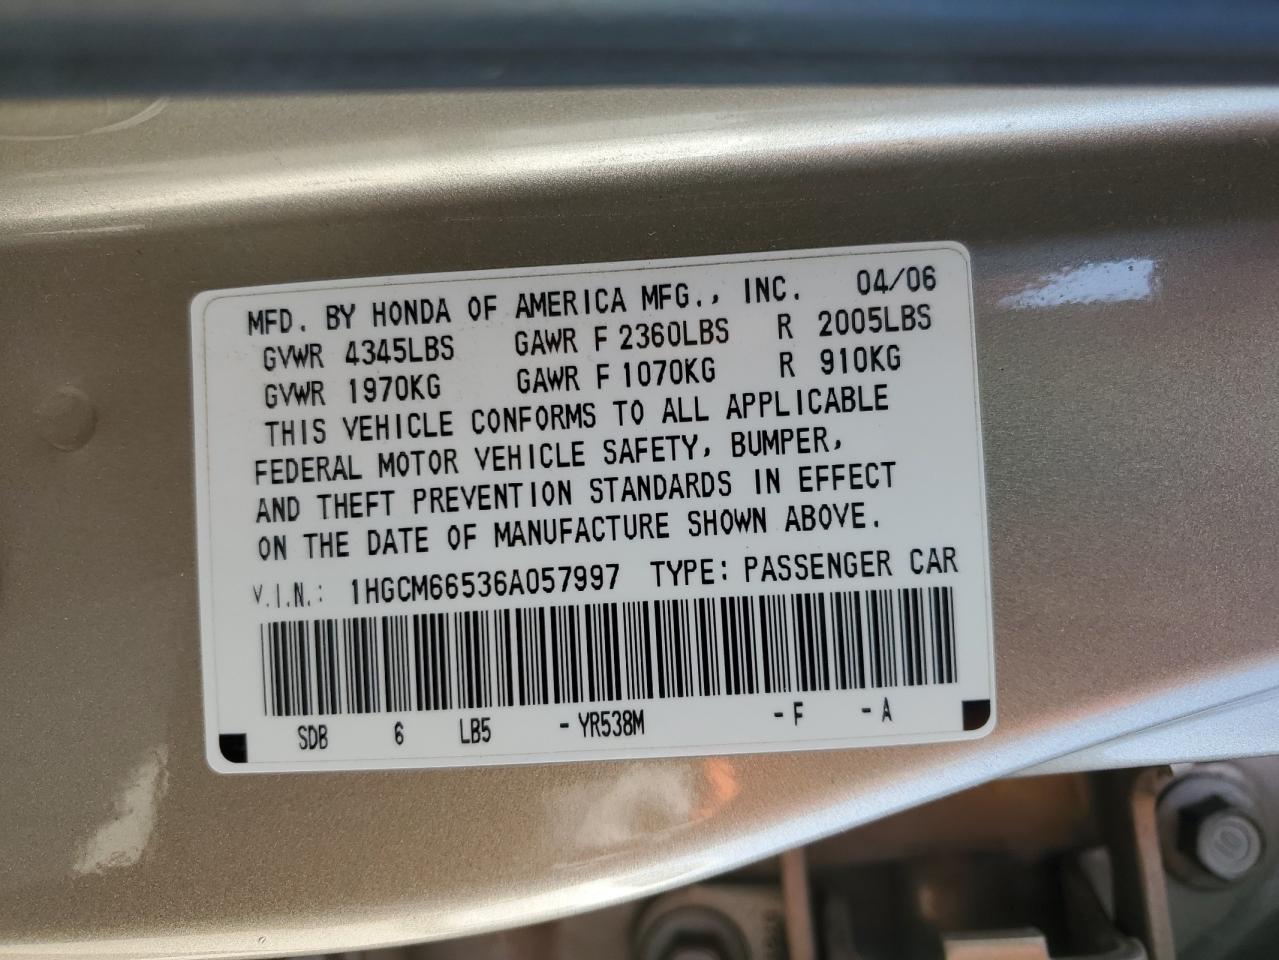 MFD. BY HONDA OF AMERICA MFG., INC. 04/06
GVWR 4345LBS GAWR F 2360LBS R 2005LBS
GVWR 1970KG GAWR F 1070KG R 910KG
THIS VEHICLE CONFORMS TO ALL APPLICABLE
FEDERAL MOTOR VEHICLE SAFETY, BUMPER,
AND THEFT PREVENTION STANDARDS IN EFFECT
ON THE DATE OF MANUFACTURE SHOWN ABOVE.
V.I.N.: 1HGCM66536A057997 TYPE: PASSENGER CAR
SDB 6 LB5 -YR538M -F -A
10